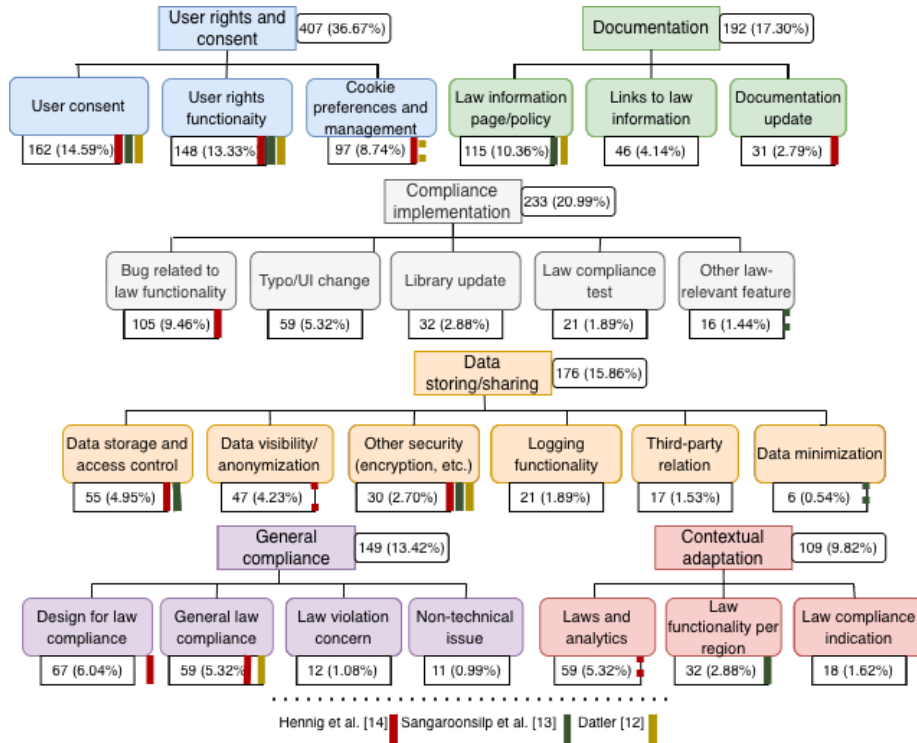 User rights and
consent
407 (36.67%)
Documentation
192 (17.30%)
User consent
User rights
functionaity
Cookie
preferences and
management
Law information
page/policy
Links to law
information
Documentation
update
162 (14.59%)
148 (13.33%)
97 (8.74%)
115 (10.36%)
46 (4.14%)
31 (2.79%)
Compliance
implementation
233 (20.99%)
Bug related to
law functionality
Typo/UI change
Library update
Law compliance
test
Other law-
relevant feature
105 (9.46%)
59 (5.32%)
32 (2.88%)
21 (1.89%)
16 (1.44%)
Data
storing/sharing
176 (15.86%)
Data storage and
access control
Data visibility/
anonymization
Other security
(encryption, etc.)
Logging
functionality
Third-party
relation
Data minimization
55 (4.95%)
47 (4.23%)
30 (2.70%)
21 (1.89%)
17 (1.53%)
6 (0.54%)
General
compliance
149 (13.42%)
Contextual
adaptation
109 (9.82%)
Design for law
compliance
General law
compliance
Law violation
concern
Non-technical
issue
Laws and
analytics
Law
functionality per
region
Law compliance
indication
67 (6.04%)
59 (5.32%)
12 (1.08%)
11 (0.99%)
59 (5.32%)
32 (2.88%)
18 (1.62%)
Hennig et al. [14]
Sangaroonsilp et al. [13]
Datler [12]